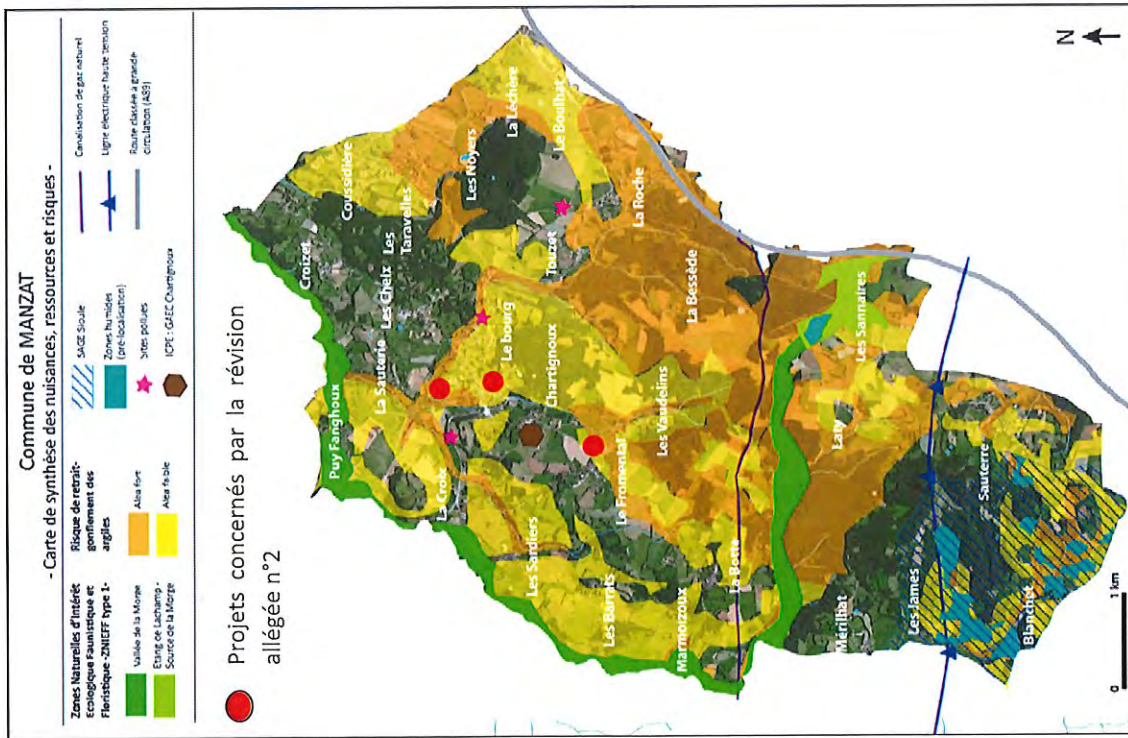 Commune de MANZAT
- Carte de synthèse des nuisances, ressources et risques -
Zones Naturelles d'Intérêt
Ecologique Faunistique et
Floristique -ZNIEFF type 1-
Vallée de la Morge
Etang de Lachamp -
Source de la Morge
Risque de retrait-
gonflement des
argiles
Alea fort
Alea faible
SAGE Sioule
Zones humides
(pré-localisation)
Sites pollués
ICPE : GAEC Chartignoux
Canalisation de gaz naturel
Ligne électrique haute tension
Route classée à grande
circulation (A89)
Projets concernés par la révision
allégée n°2
N
Puy Fanghoux
Croizet
Coussidière
La Sauterie
Les Cheix
Les
Taravelles
Les Noyers
La Léchère
Le Boulhat
La Croix
Le bourg
Touzet
Chartignoux
La Roche
Les Sardiers
Le Fromental
Les Vaudelins
La Bessède
Les Barrats
Marmoizoux
La Botte
Les Sannaires
Laty
Mérilhat
Les James
Sauterre
Blanchet
0
1 km